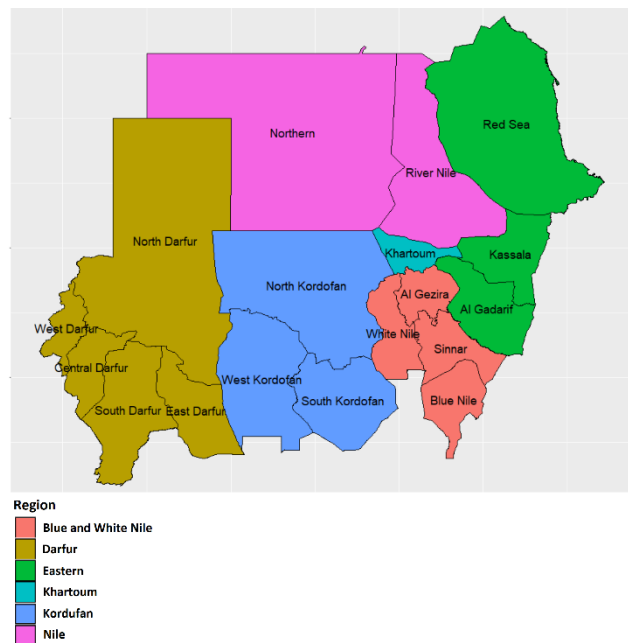 Red Sea
Northern
River Nile
North Darfur
Khartoum
Kassala
North Kordofan
Al Gezira
Al Gadarif
West Darfur
White Nile
Sinnar
Central Darfur
West Kordofan
South Kordofan
Blue Nile
South Darfur
East Darfur
Region
Blue and White Nile
Darfur
Eastern
Khartoum
Kordufan
Nile